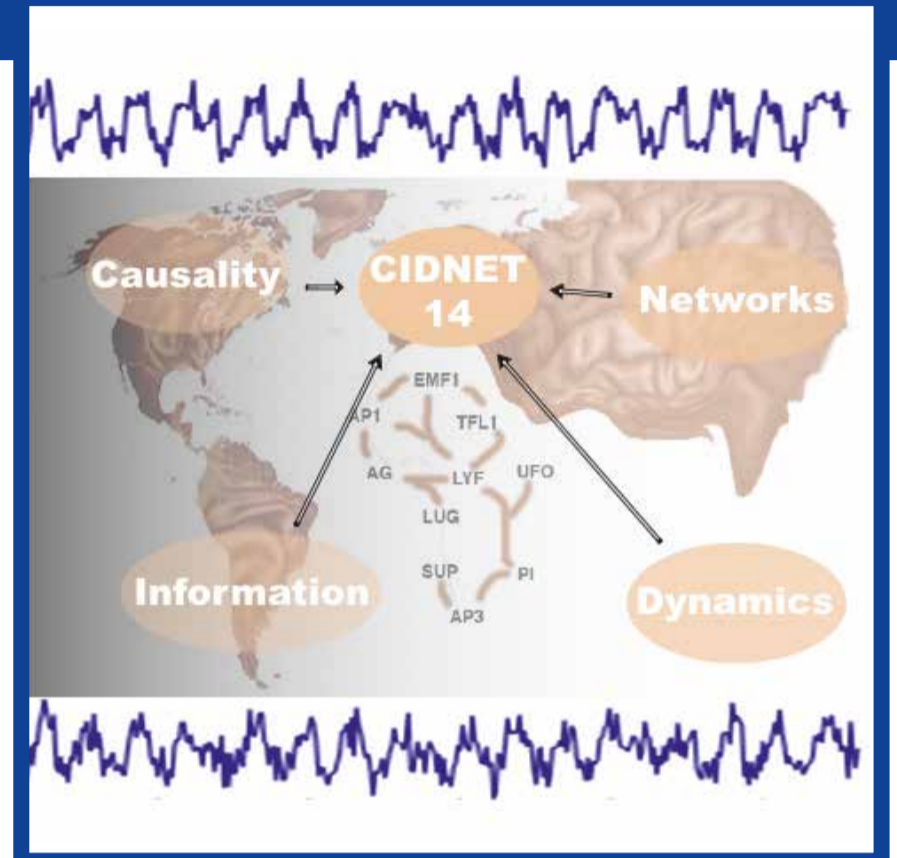 Causality
CIDNET
14
Networks
EMF1
AP1
TFL1
AG
LYF
UFO
LUG
SUP
PI
AP3
Information
Dynamics